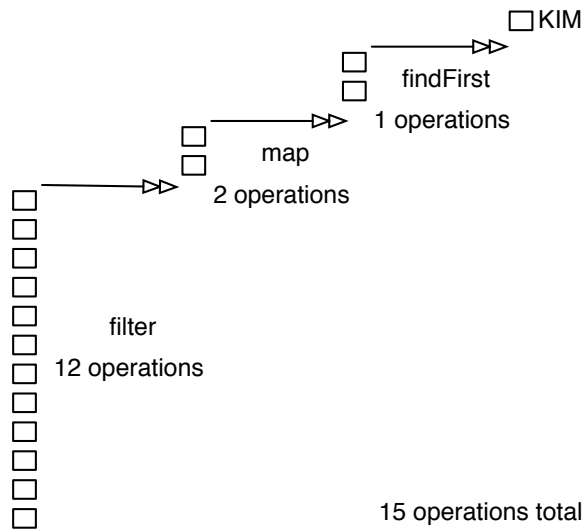 KIM
findFirst
1 operations
map
2 operations
filter
12 operations
15 operations total